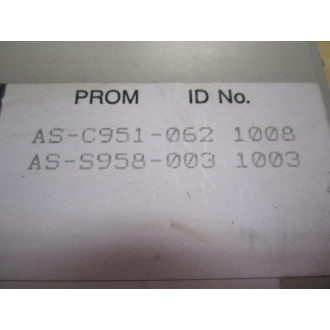 PROM ID No.
AS-C951-062 1008
AS-S958-003 1003